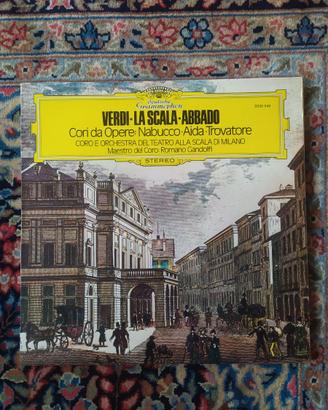 Deutsche
Grammophon
VERDI·LA SCALA·ABBADO
Cori da Opere: Nabucco·Aida·Trovatore
CORO E ORCHESTRA DEL TEATRO ALLA SCALA DI MILANO
Maestro del Coro: Romano Gandolfi
STEREO